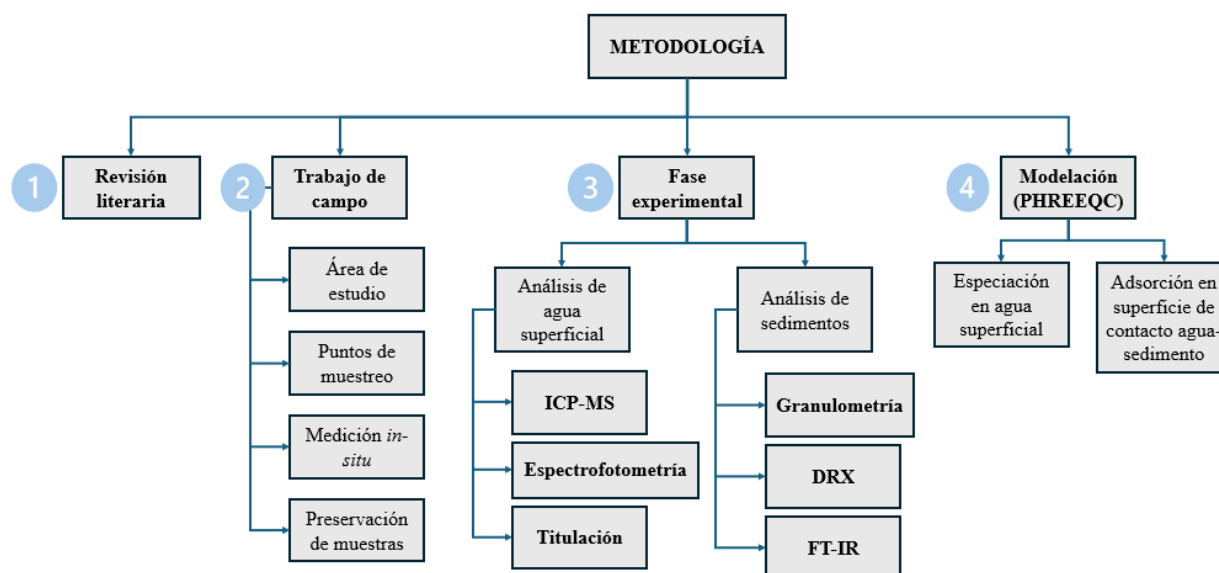 METODOLOGÍA
1
Revisión
literaria
2
Trabajo de
campo
Área de
estudio
Puntos de
muestreo
Medición in-
situ
Preservación
de muestras
3
Fase
experimental
Análisis de
agua
superficial
ICP-MS
Espectrofotometría
Titulación
Análisis de
sedimentos
Granulometría
DRX
FT-IR
4
Modelación
(PHREEQC)
Especiación
en agua
superficial
Adsorción en
superficie de
contacto agua-
sedimento